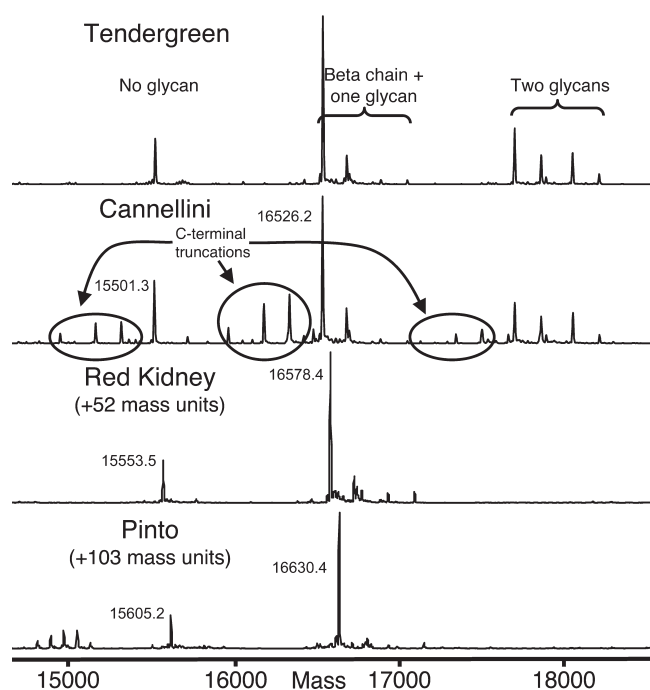 Tendergreen
No glycan
Beta chain +
one glycan
Two glycans
Cannellini
16526.2
C-terminal
truncations
15501.3
Red Kidney
(+52 mass units)
16578.4
15553.5
Pinto
(+103 mass units)
16630.4
15605.2
15000 16000 Mass 17000 18000